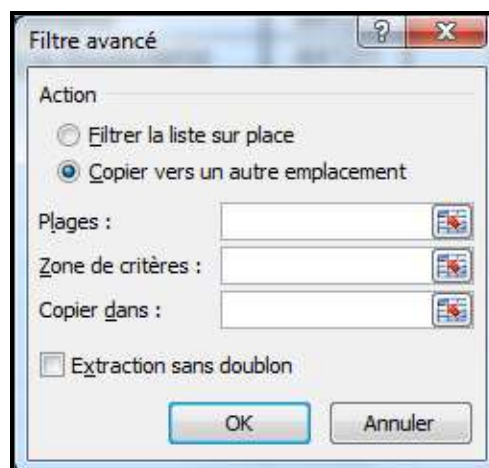 Filtre avancé
Action
Filtrer la liste sur place
Copier vers un autre emplacement
Plages :
Zone de critères :
Copier dans :
Extraction sans doublon
OK Annuler